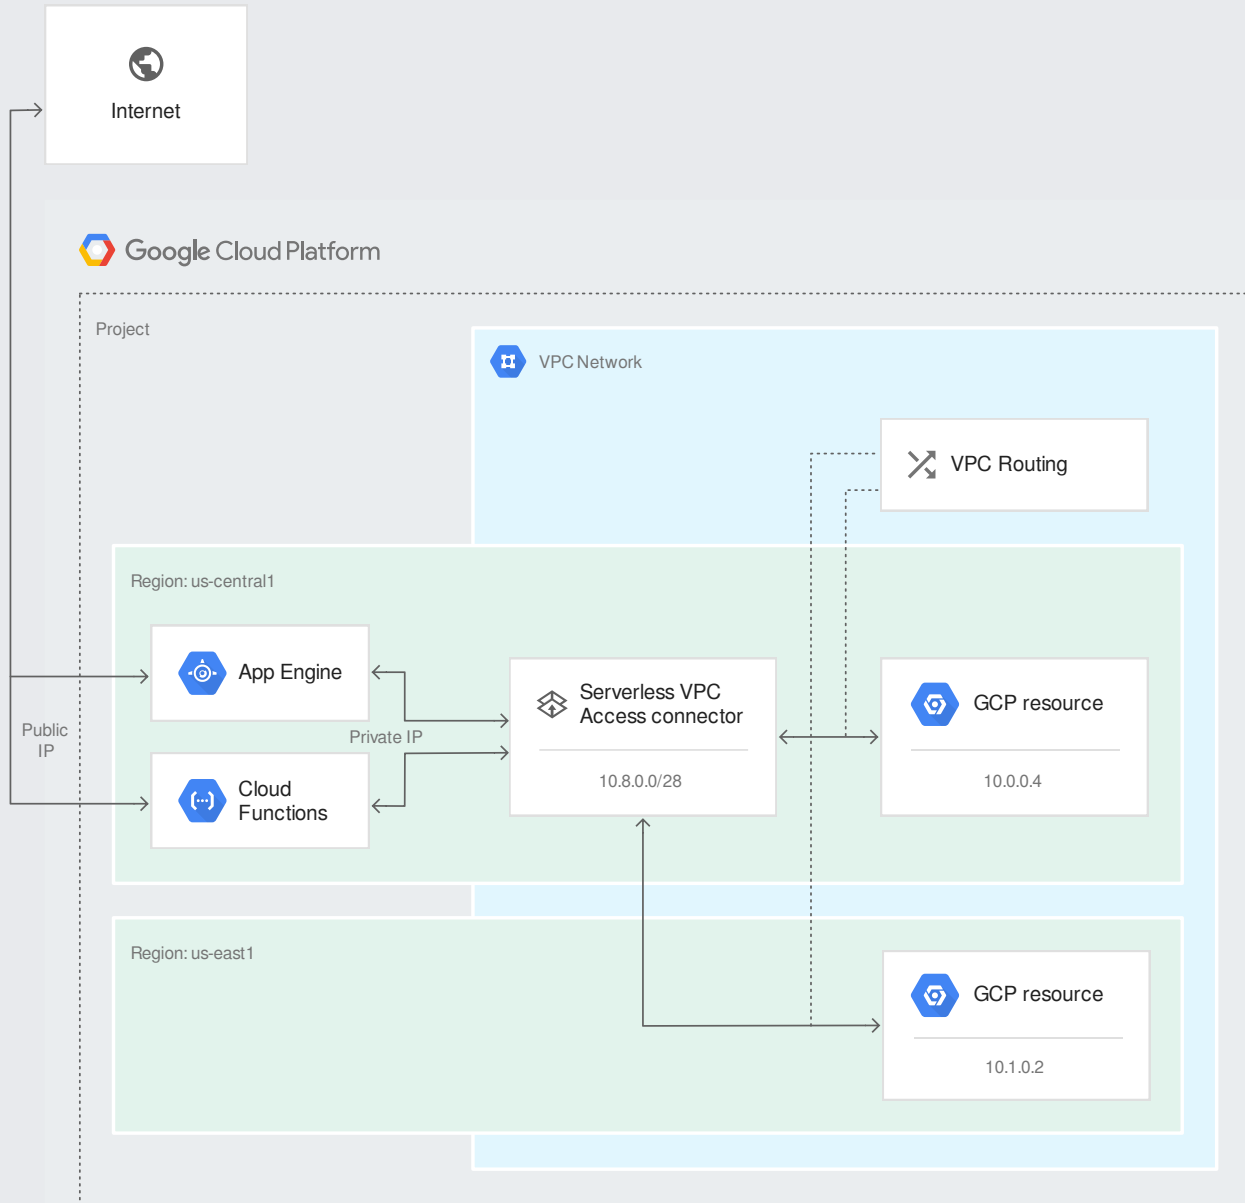 Internet
Google Cloud Platform
Project
VPC Network
VPC Routing
Region: us-central1
App Engine
Serverless VPC
Access connector
10.8.0.0/28
GCP resource
10.0.0.4
Public
IP
Private IP
Cloud
Functions
Region: us-east1
GCP resource
10.1.0.2